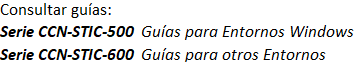 Consultar guías:
Serie CCN-STIC-500 Guías para Entornos Windows
Serie CCN-STIC-600 Guías para otros Entornos